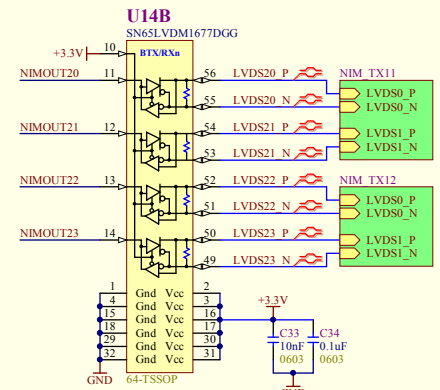 U14B
SN65LVDM1677DGG
+3.3V 10 BTX/RXn
NIMOUT20 11 56 LVDS20_P NIM_TX11
LVDS0_P
55 LVDS20_N LVDS0_N
NIMOUT21 12 54 LVDS21_P LVDS1_P
53 LVDS21_N LVDS1_N
NIMOUT22 13 52 LVDS22_P NIM_TX12
LVDS0_P
51 LVDS22_N LVDS0_N
NIMOUT23 14 50 LVDS23_P LVDS1_P
49 LVDS23_N LVDS1_N
1 Gnd Vcc 2
4 Gnd Vcc 3
15 Gnd Vcc 16
18 Gnd Vcc 17
29 Gnd Vcc 30
32 Gnd Vcc 31
+3.3V
C33 C34
10nF 0.1uF
0603 0603
GND 64-TSSOP